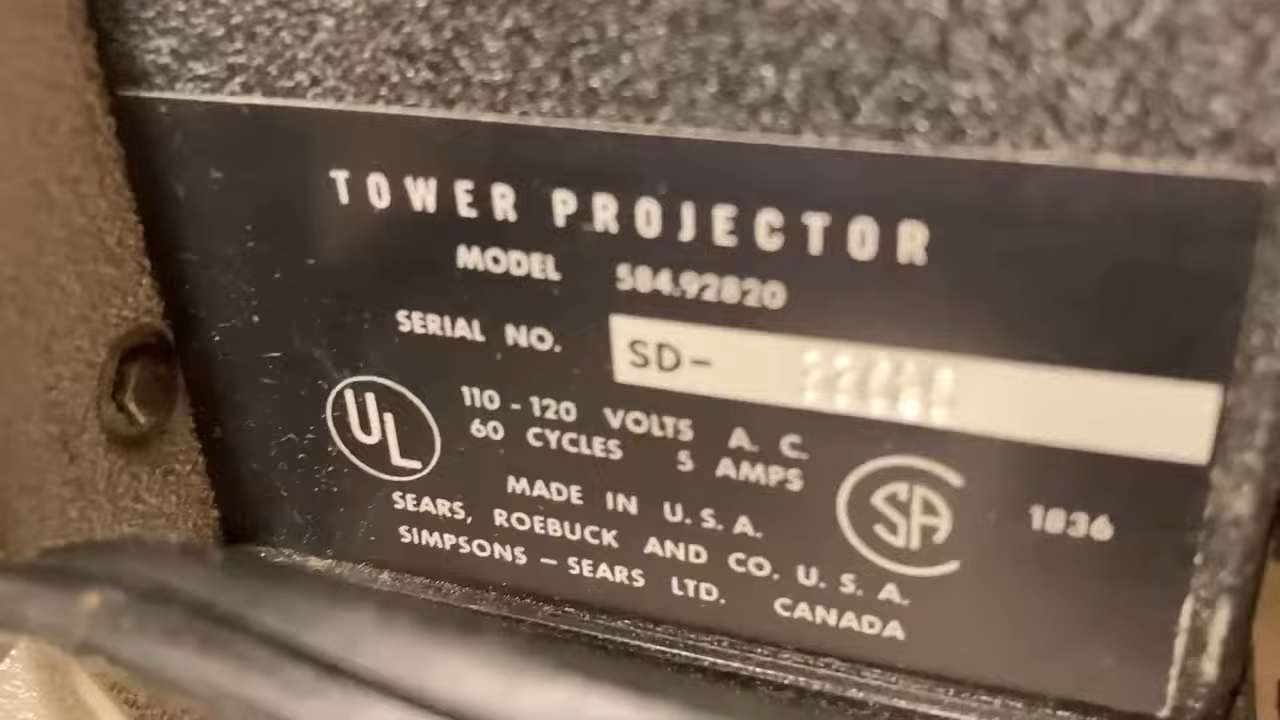 TOWER PROJECTOR
MODEL 584.92820
SERIAL NO. SD-
UL
110 - 120 VOLTS A. C.
60 CYCLES 5 AMPS
SA 1836
MADE IN U. S. A.
SEARS, ROEBUCK AND CO. U. S. A.
SIMPSONS - SEARS LTD. CANADA